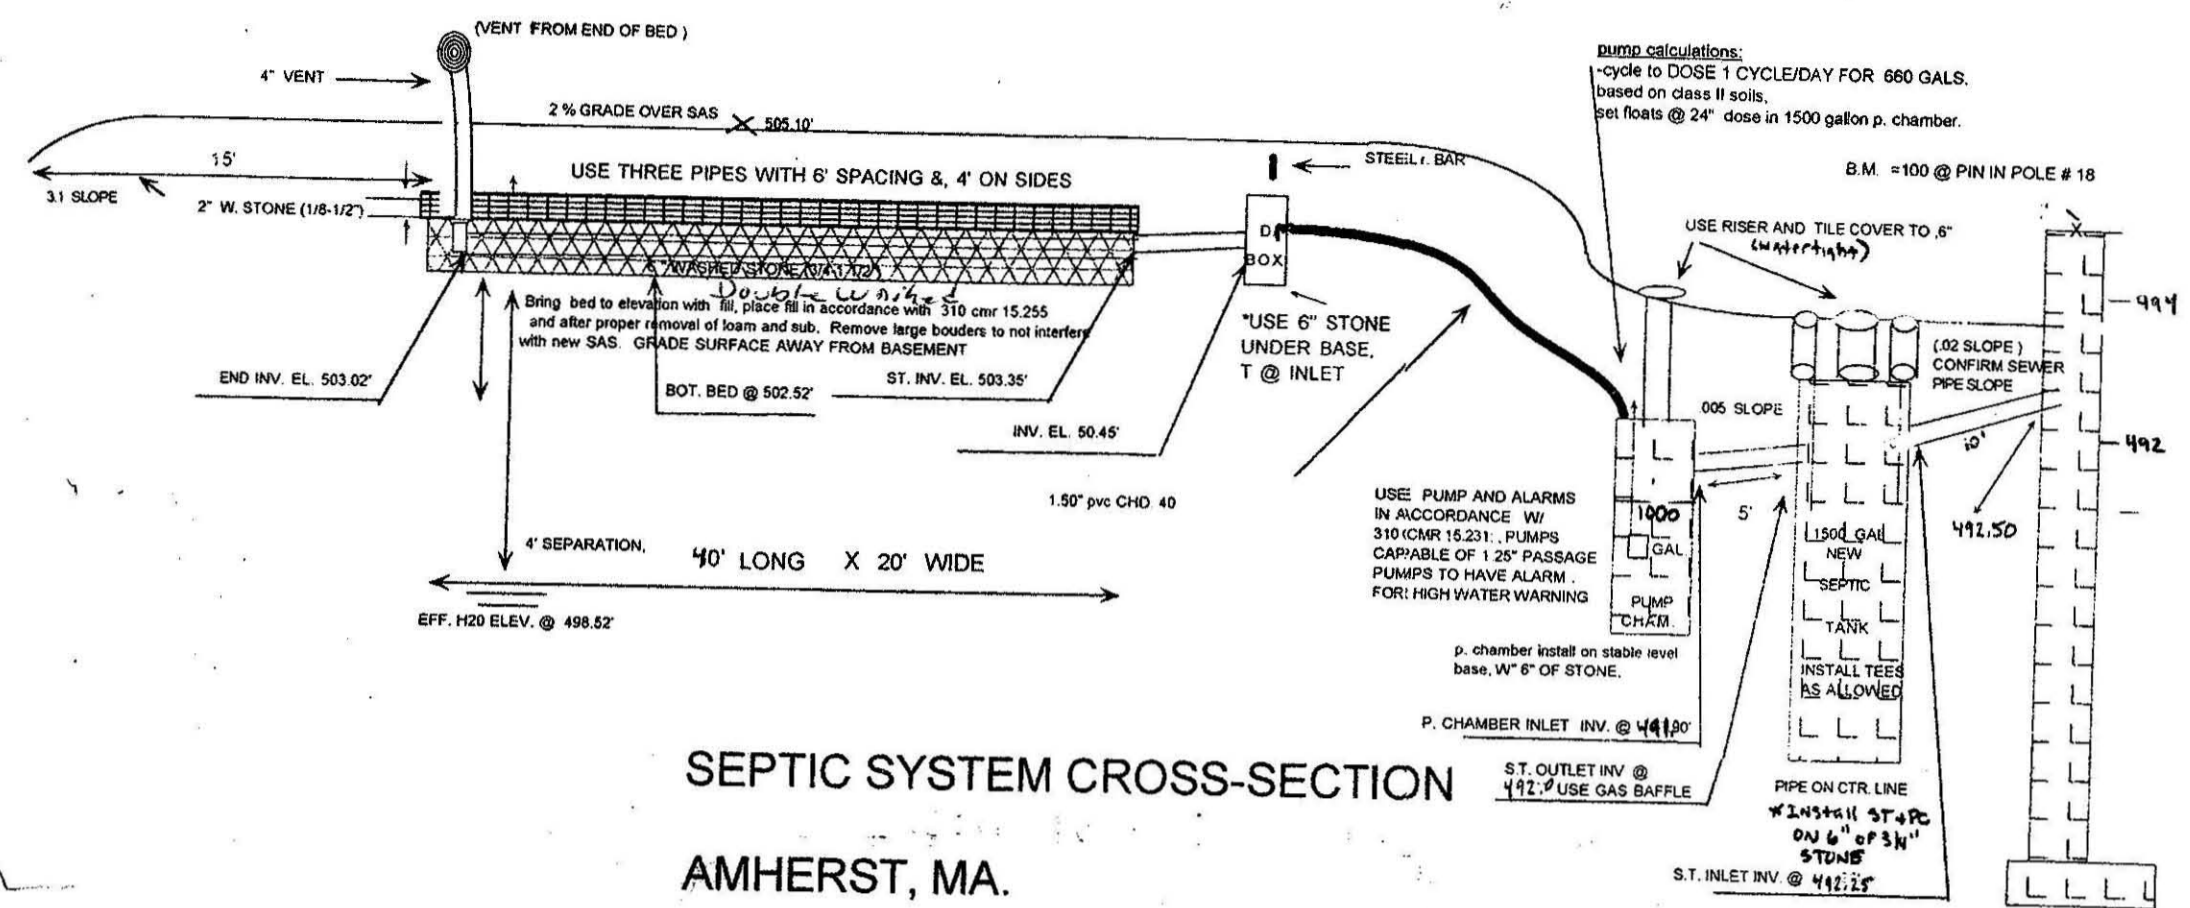 (VENT FROM END OF BED )
4" VENT
2 % GRADE OVER SAS
505.10'
15'
3.1 SLOPE
2" W. STONE (1/8-1/2")
USE THREE PIPES WITH 6' SPACING &, 4' ON SIDES
STEEL r. BAR
D
BOX
WASHED STONE (3/4-1 1/2")
Double Washed
Bring bed to elevation with fill, place fill in accordance with 310 cmr 15.255
and after proper removal of loam and sub. Remove large bouders to not interfere
with new SAS. GRADE SURFACE AWAY FROM BASEMENT
END INV. EL. 503.02'
BOT. BED @ 502.52'
ST. INV. EL. 503.35'
INV. EL. 50.45'
*USE 6" STONE
UNDER BASE,
T @ INLET
1.50" pvc CHD 40
4' SEPARATION,
40' LONG X 20' WIDE
EFF. H20 ELEV. @ 498.52'
pump calculations:
-cycle to DOSE 1 CYCLE/DAY FOR 660 GALS.
based on class II soils,
set floats @ 24" dose in 1500 gallon p. chamber.
B.M. =100 @ PIN IN POLE # 18
USE RISER AND TILE COVER TO ,6"
(watertight)
494
(.02 SLOPE )
CONFIRM SEWER
PIPE SLOPE
.005 SLOPE
10'
492
492.50
5'
USE PUMP AND ALARMS
IN ACCORDANCE W/
310 CMR 15.231: , PUMPS
CAPABLE OF 1.25" PASSAGE
PUMPS TO HAVE ALARM .
FOR! HIGH WATER WARNING
1000
GAL
PUMP
CHAM.
1500 GAL
NEW
SEPTIC
TANK
INSTALL TEES
AS ALLOWED
p. chamber install on stable level
base, W" 6" OF STONE.
P. CHAMBER INLET INV. @ 491.90'
S.T. OUTLET INV @
492.0 USE GAS BAFFLE
PIPE ON CTR. LINE
*INStall ST + PC
ON 6" OF 3/4"
STONE
S.T. INLET INV. @ 492.25
SEPTIC SYSTEM CROSS-SECTION
AMHERST, MA.